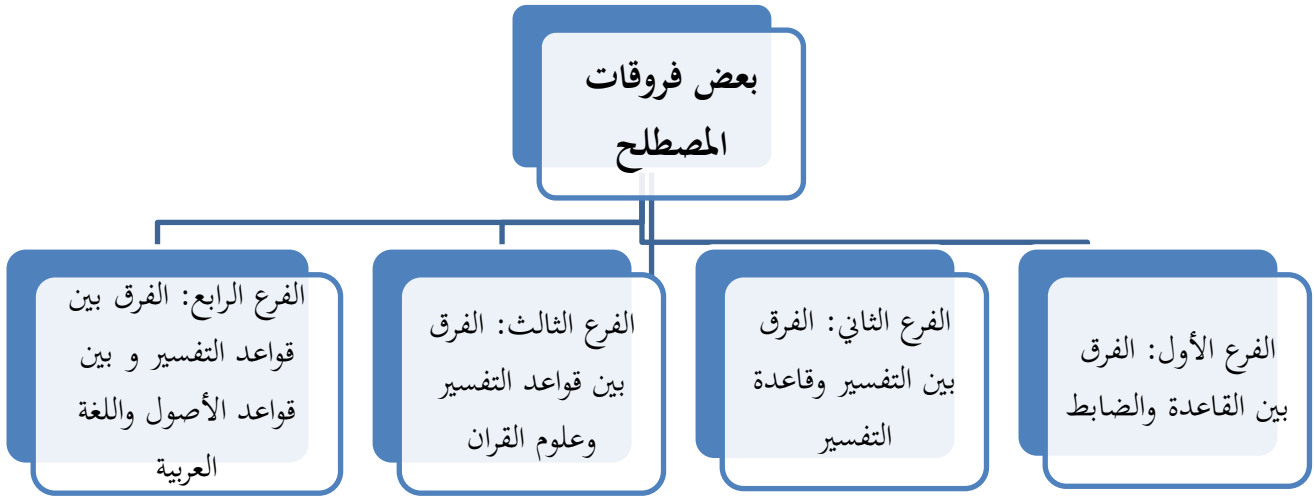 بعض فروقات
المصطلح
الفرع الأول: الفرق
بين القاعدة والضابط
الفرع الثاني: الفرق
بين التفسير وقاعدة
التفسير
الفرع الثالث: الفرق
بين قواعد التفسير
وعلوم القران
الفرع الرابع: الفرق بين
قواعد التفسير و بين
قواعد الأصول واللغة
العربية